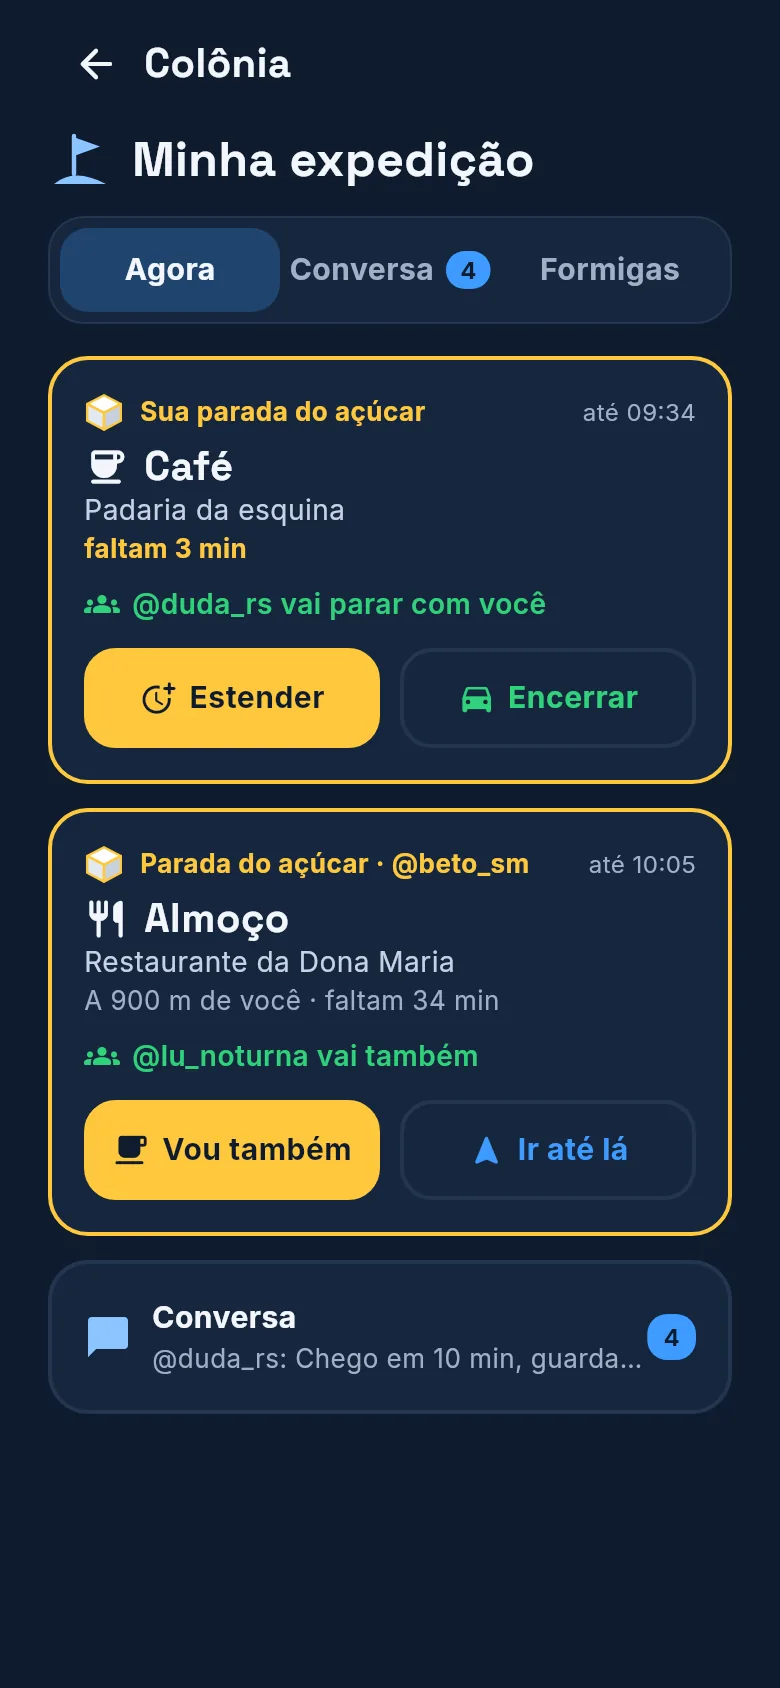 Colônia
Minha expedição
Agora
Conversa 4
Formigas
Sua parada do açúcar
até 09:34
Café
Padaria da esquina
faltam 3 min
@duda_rs vai parar com você
Estender
Encerrar
Parada do açúcar · @beto_sm
até 10:05
Almoço
Restaurante da Dona Maria
A 900 m de você · faltam 34 min
@lu_noturna vai também
Vou também
Ir até lá
Conversa
@duda_rs: Chego em 10 min, guarda...
4